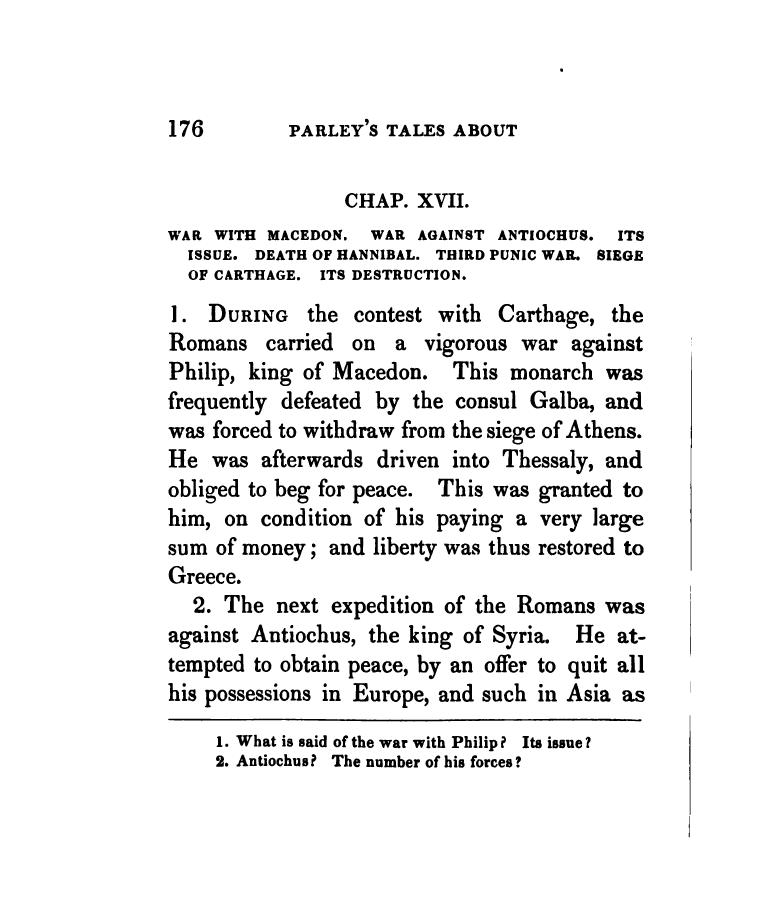 176 PARLEY'S TALES ABOUT
CHAP. XVII.
WAR WITH MACEDON. WAR AGAINST ANTIOCHUS. ITS
ISSUE. DEATH OF HANNIBAL. THIRD PUNIC WAR. SIEGE
OF CARTHAGE. ITS DESTRUCTION.
1. DURING the contest with Carthage, the
Romans carried on a vigorous war against
Philip, king of Macedon. This monarch was
frequently defeated by the consul Galba, and
was forced to withdraw from the siege of Athens.
He was afterwards driven into Thessaly, and
obliged to beg for peace. This was granted to
him, on condition of his paying a very large
sum of money; and liberty was thus restored to
Greece.
2. The next expedition of the Romans was
against Antiochus, the king of Syria. He at-
tempted to obtain peace, by an offer to quit all
his possessions in Europe, and such in Asia as
1. What is said of the war with Philip? Its issue?
2. Antiochus? The number of his forces?